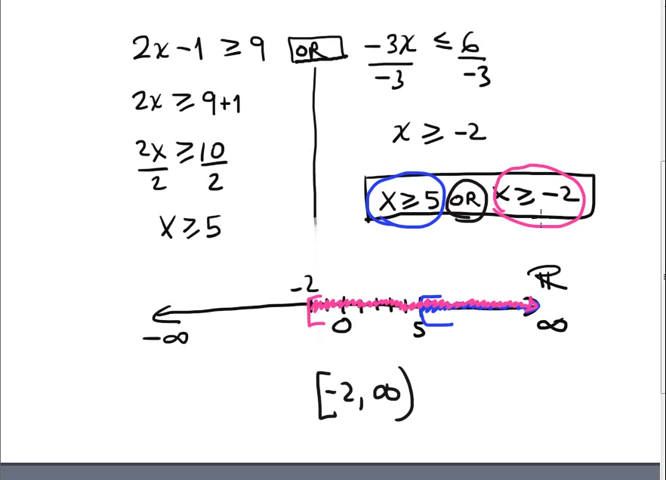 2x-1 ≥ 9 OR -3x/-3 ≤ 6/-3
2x ≥ 9+1
2x/2 ≥ 10/2
x ≥ 5
x ≥ -2
x ≥ 5 OR x ≥ -2
-2 ℝ
-∞ 0 5 ∞
[-2, ∞)